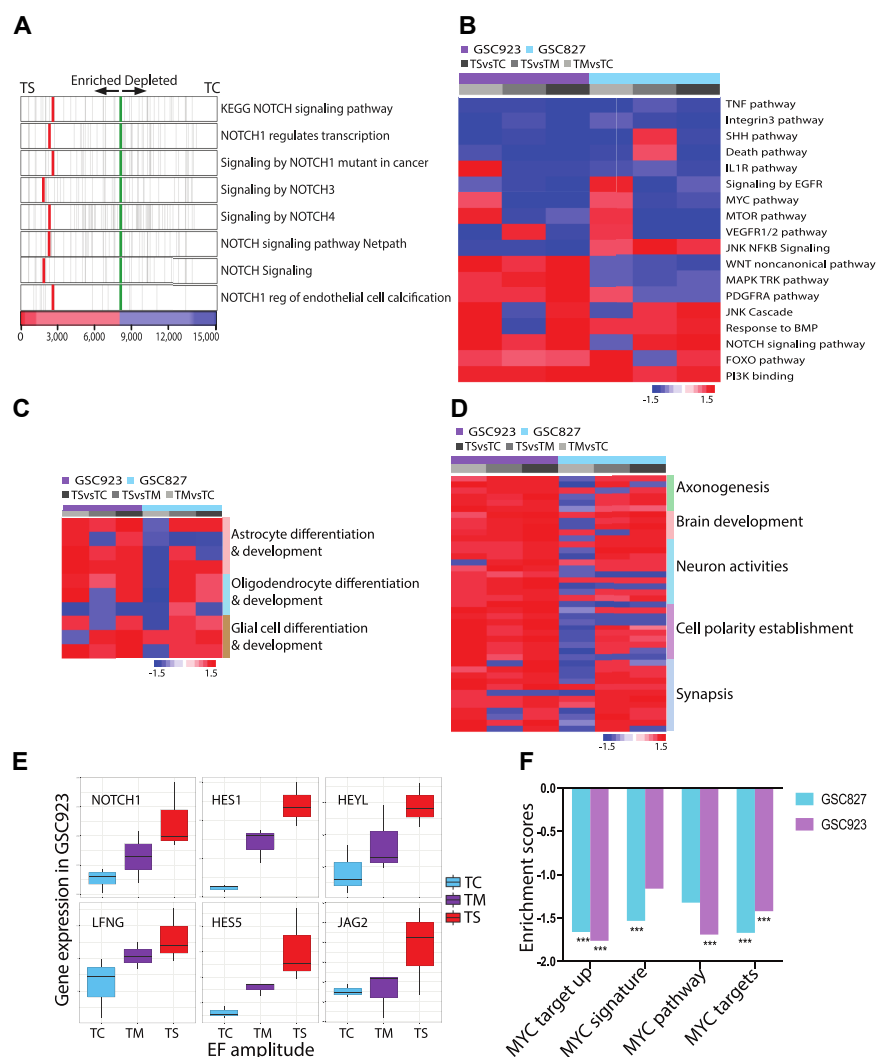 A
Enriched Depleted
TS
TC
KEGG NOTCH signaling pathway
NOTCH1 regulates transcription
Signaling by NOTCH1 mutant in cancer
Signaling by NOTCH3
Signaling by NOTCH4
NOTCH signaling pathway Netpath
NOTCH Signaling
NOTCH1 reg of endothelial cell calcification
0 3,000 6,000 9,000 12,000 15,000
B
GSC923 GSC827
TSvsTC TSvsTM TMvsTC
TNF pathway
Integrin3 pathway
SHH pathway
Death pathway
IL1R pathway
Signaling by EGFR
MYC pathway
MTOR pathway
VEGFR1/2 pathway
JNK NFKB Signaling
WNT noncanonical pathway
MAPK TRK pathway
PDGFRA pathway
JNK Cascade
Response to BMP
NOTCH signaling pathway
FOXO pathway
PI3K binding
-1.5 1.5
C
GSC923 GSC827
TSvsTC TSvsTM TMvsTC
Astrocyte differentiation
& development
Oligodendrocyte differentiation
& development
Glial cell differentiation
& development
-1.5 1.5
D
GSC923 GSC827
TSvsTC TSvsTM TMvsTC
Axonogenesis
Brain development
Neuron activities
Cell polarity establishment
Synapsis
-1.5 1.5
E
Gene expression in GSC923
NOTCH1 HES1 HEYL
LFNG HES5 JAG2
TC
TM
TS
TC TM TS TC TM TS TC TM TS
EF amplitude
F
Enrichment scores
0.0
-0.5
-1.0
-1.5
-2.0
*** *** *** *** *** ***
GSC827
GSC923
MYC target up
MYC signature
MYC pathway
MYC targets